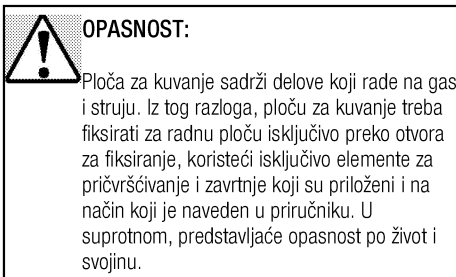 OPASNOST:
Ploča za kuvanje sadrži delove koji rade na gas
i struju. Iz tog razloga, ploču za kuvanje treba
fiksirati za radnu ploču isključivo preko otvora
za fiksiranje, koristeći isključivo elemente za
pričvršćivanje i zavrtnje koji su priloženi i na
način koji je naveden u priručniku. U
suprotnom, predstavljaće opasnost po život i
svojinu.